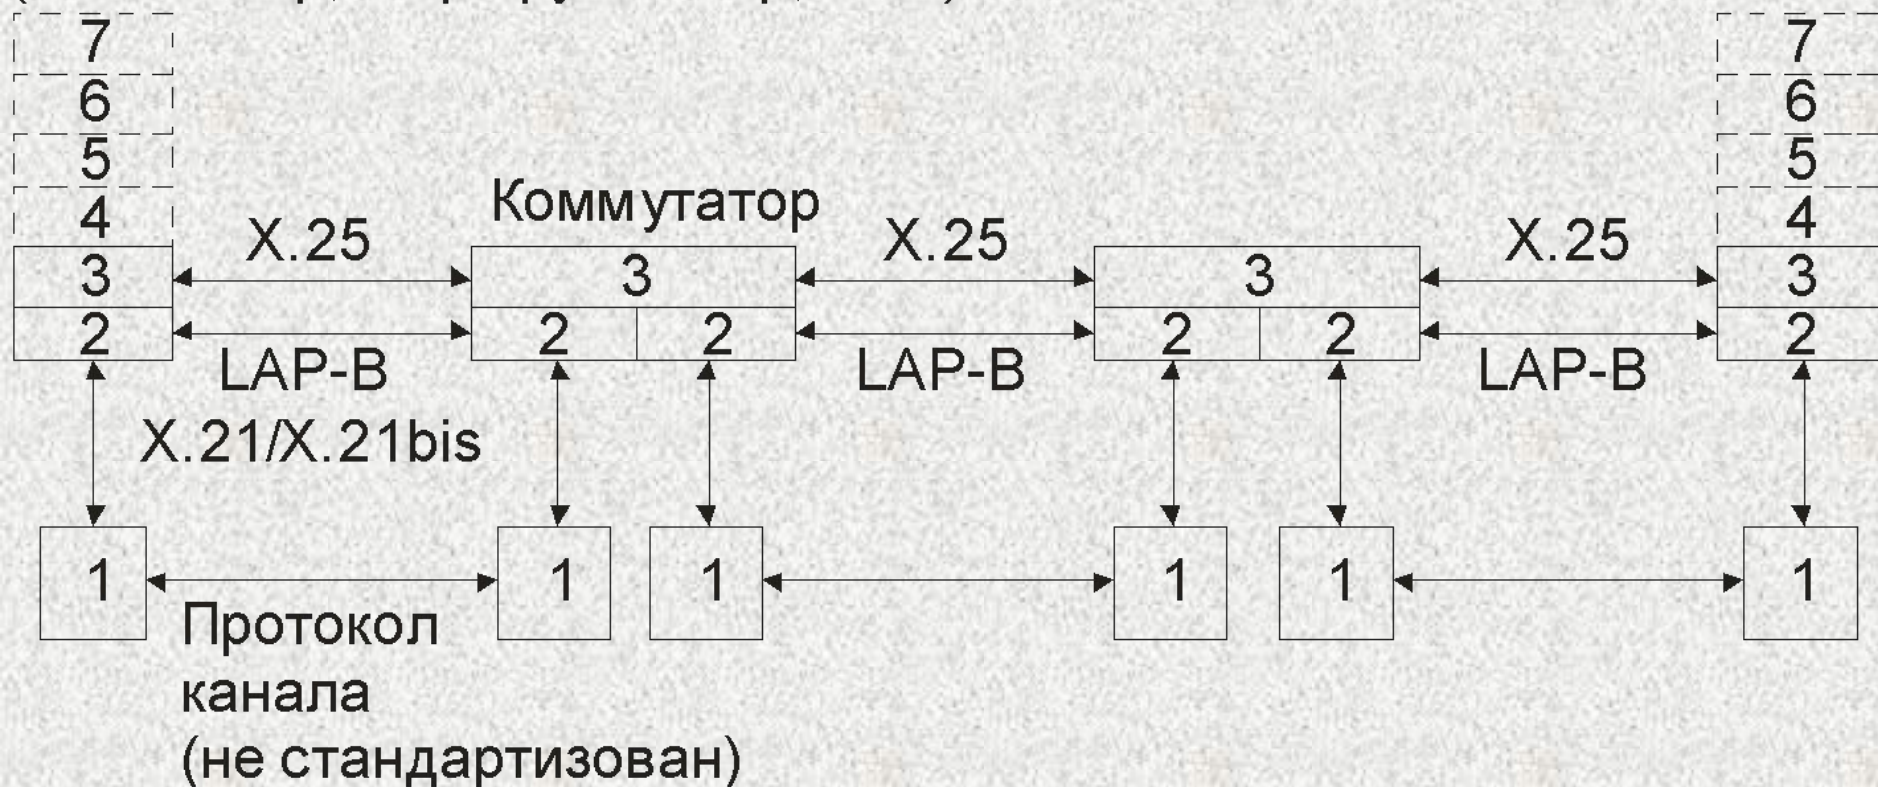 7 7
6 6
5 5
4 Коммутатор 4
X.25 X.25 X.25
3 3 3 3
2 2 2 2 2 2
LAP-B LAP-B LAP-B
X.21/X.21bis
1 1 1 1 1 1
Протокол
канала
(не стандартизован)